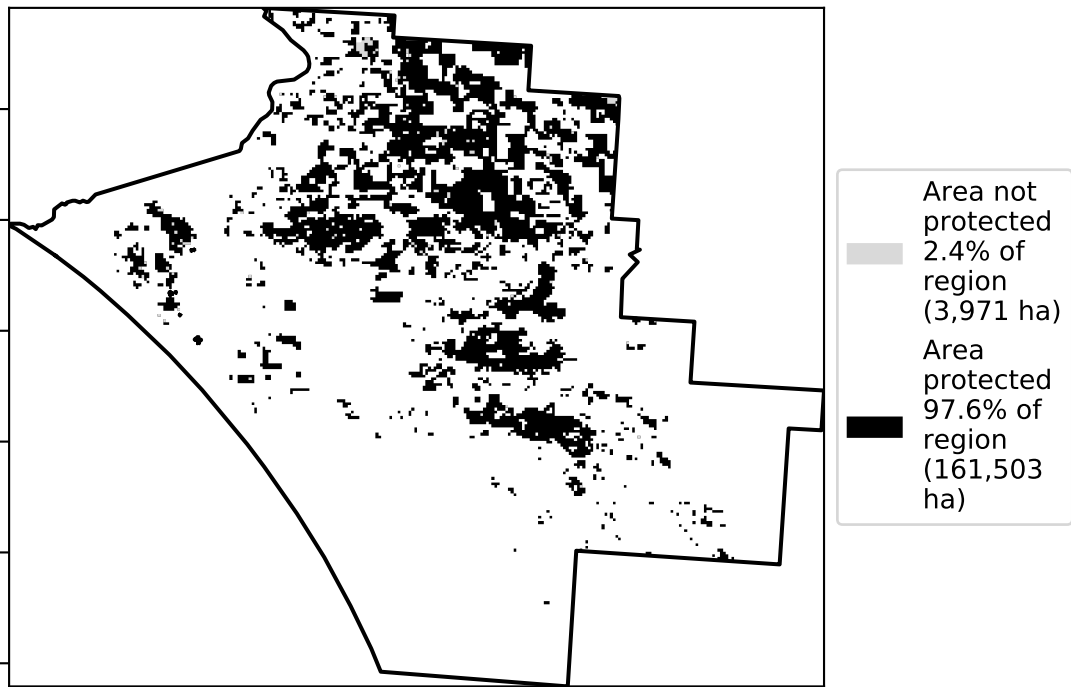 Area not
protected
2.4% of
region
(3,971 ha)
Area
protected
97.6% of
region
(161,503
ha)